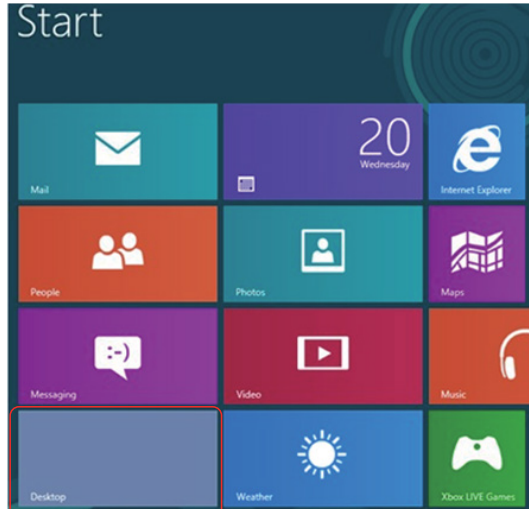 Start
Mail
20
Wednesday
Internet Explorer
People
Photos
Maps
Messaging
:-)
Video
Music
Desktop
Weather
Xbox LIVE Games